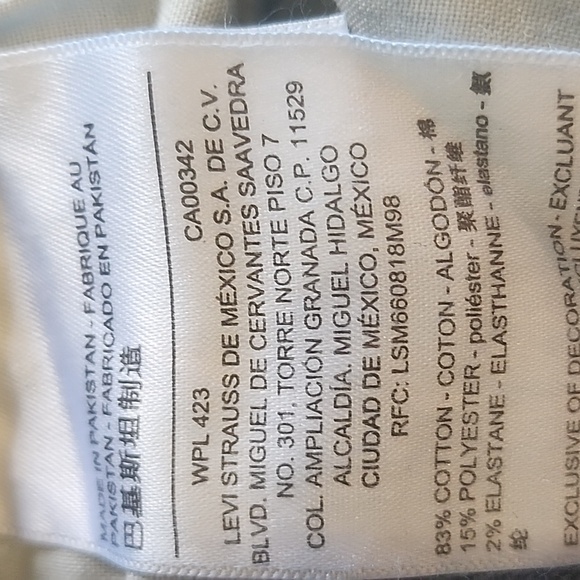 MADE IN PAKISTAN - FABRIQUE AU
PAKISTAN - FABRICADO EN PAKISTÁN
巴基斯坦制造
WPL 423 CA00342
LEVI STRAUSS DE MÉXICO S.A. DE C.V.
BLVD. MIGUEL DE CERVANTES SAAVEDRA
NO. 301, TORRE NORTE PISO 7
COL. AMPLIACIÓN GRANADA C.P. 11529
ALCALDÍA. MIGUEL HIDALGO
CIUDAD DE MÉXICO, MÉXICO
RFC: LSM660818M98
83% COTTON - COTON - ALGODÓN - 棉
15% POLYESTER - poliéster - 聚酯纤维
2% ELASTANE - ELASTHANNE - elastano - 氨
纶
EXCLUSIVE OF DECORATION - EXCLUANT